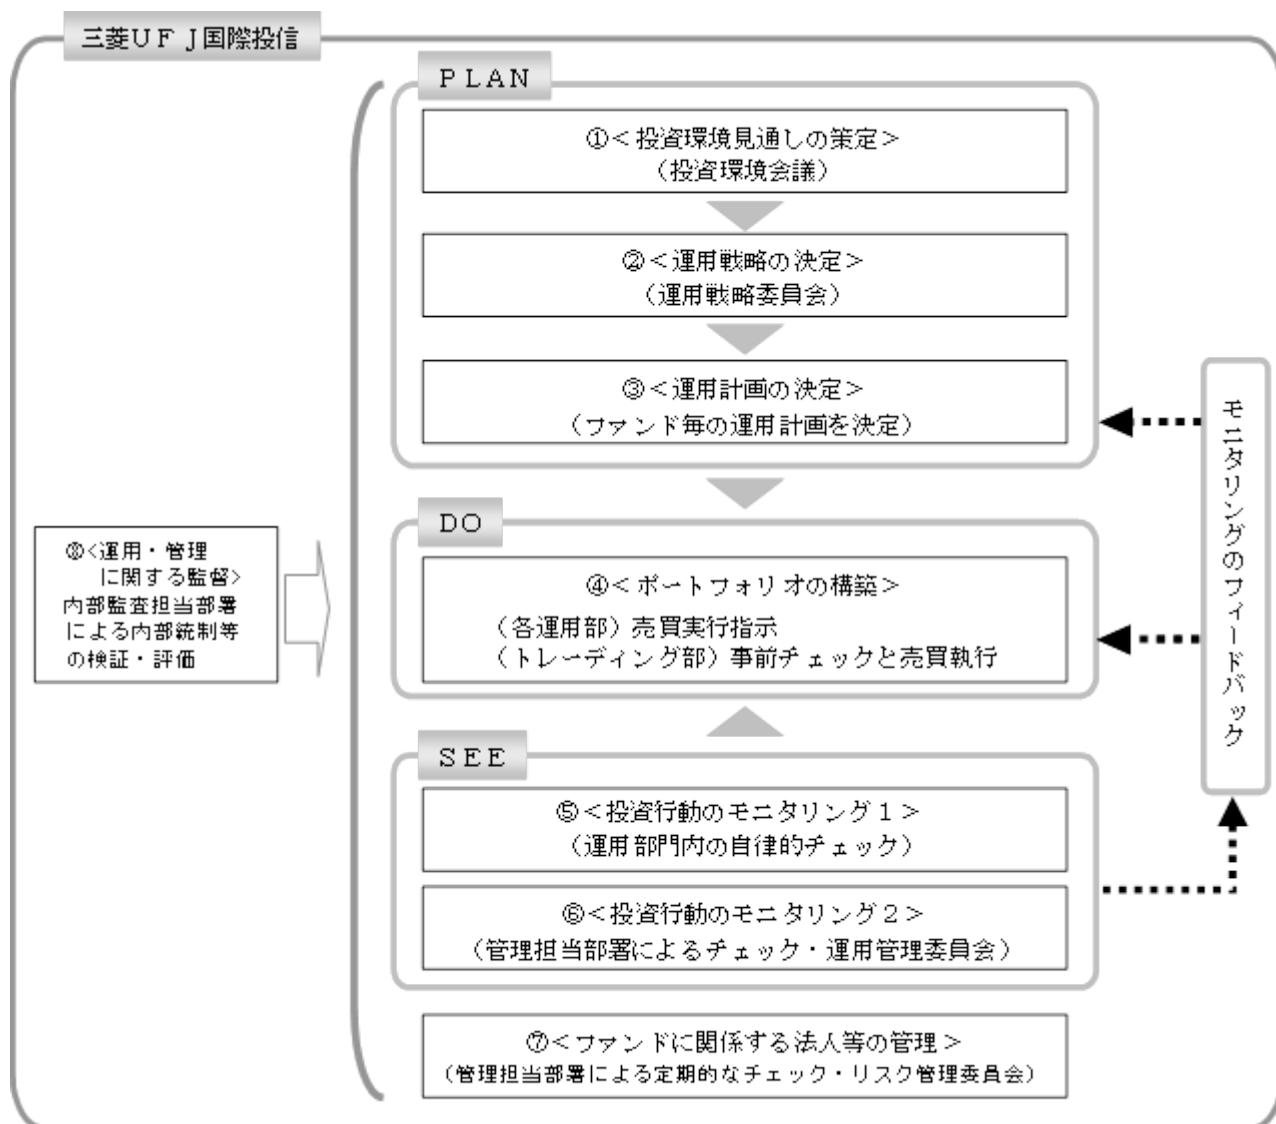 三菱ＵＦＪ国際投信
ＰＬＡＮ
①＜投資環境見通しの策定＞
（投資環境会議）
②＜運用戦略の決定＞
（運用戦略委員会）
③＜運用計画の決定＞
（ファンド毎の運用計画を決定）
ＤＯ
④＜ポートフォリオの構築＞
（各運用部）売買実行指示
（トレーディング部）事前チェックと売買執行
ＳＥＥ
⑤＜投資行動のモニタリング１＞
（運用部門内の自律的チェック）
⑥＜投資行動のモニタリング２＞
（管理担当部署によるチェック・運用管理委員会）
⑦＜ファンドに関係する法人等の管理＞
（管理担当部署による定期的なチェック・リスク管理委員会）
⑧＜運用・管理
に関する監督＞
内部監査担当部署
による内部統制等
の検証・評価
モニタリングのフィードバック